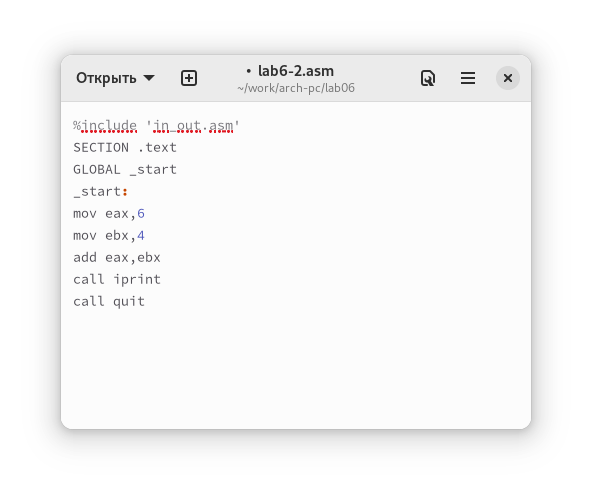 Открыть
• lab6-2.asm
~/work/arch-pc/lab06
%include 'in_out.asm'
SECTION .text
GLOBAL _start
_start:
mov eax,6
mov ebx,4
add eax,ebx
call iprint
call quit